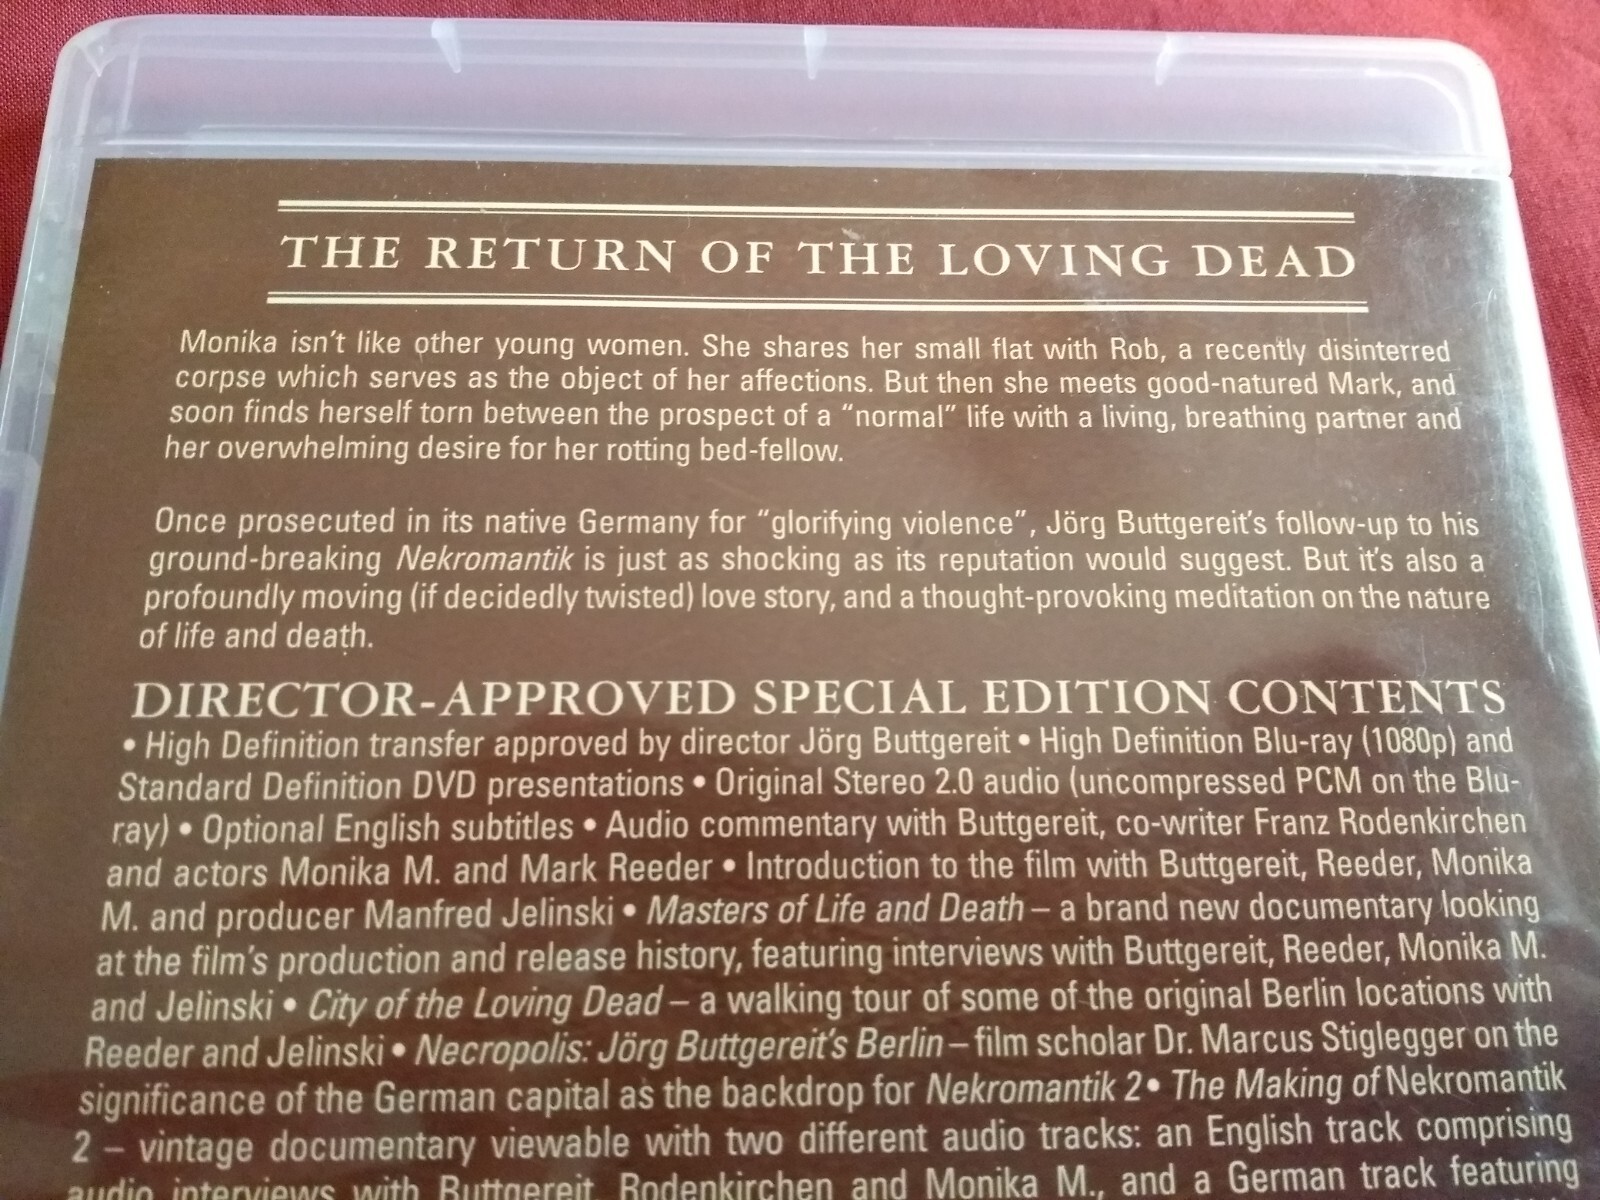 THE RETURN OF THE LOVING DEAD
Monika isn't like other young women. She shares her small flat with Rob, a recently disinterred
corpse which serves as the object of her affections. But then she meets good-natured Mark, and
soon finds herself torn between the prospect of a “normal” life with a living, breathing partner and
her overwhelming desire for her rotting bed-fellow.
Once prosecuted in its native Germany for “glorifying violence”, Jörg Buttgereit's follow-up to his
ground-breaking Nekromantik is just as shocking as its reputation would suggest. But it's also a
profoundly moving (if decidedly twisted) love story, and a thought-provoking meditation on the nature
of life and death.
DIRECTOR-APPROVED SPECIAL EDITION CONTENTS
• High Definition transfer approved by director Jörg Buttgereit • High Definition Blu-ray (1080p) and
Standard Definition DVD presentations • Original Stereo 2.0 audio (uncompressed PCM on the Blu-
ray) • Optional English subtitles • Audio commentary with Buttgereit, co-writer Franz Rodenkirchen
and actors Monika M. and Mark Reeder • Introduction to the film with Buttgereit, Reeder, Monika
M. and producer Manfred Jelinski • Masters of Life and Death – a brand new documentary looking
at the film's production and release history, featuring interviews with Buttgereit, Reeder, Monika M.
and Jelinski • City of the Loving Dead – a walking tour of some of the original Berlin locations with
Reeder and Jelinski • Necropolis: Jörg Buttgereit's Berlin – film scholar Dr. Marcus Stiglegger on the
significance of the German capital as the backdrop for Nekromantik 2 • The Making of Nekromantik
2 – vintage documentary viewable with two different audio tracks: an English track comprising
audio interviews with Buttgereit, Rodenkirchen and Monika M., and a German track featuring